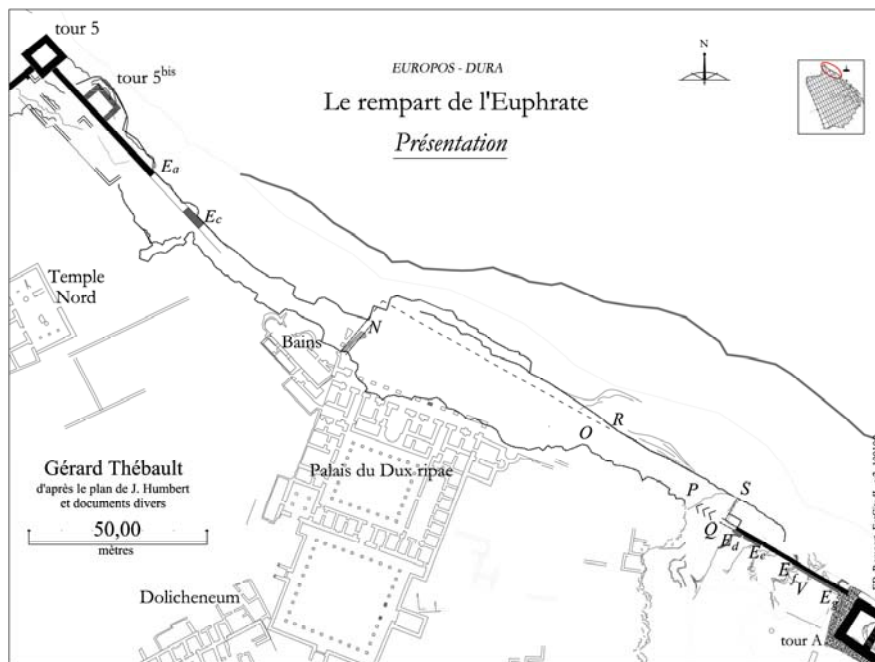 tour 5
tour 5bis
EUROPOS - DURA
Le rempart de l'Euphrate
Présentation
N
Ea
Ec
Temple
Nord
Bains
N
R
O
Palais du Dux ripae
P
S
Q
Ed
Ee
Ef
V
Eg
Gérard Thébault
d'après le plan de J. Humbert
et documents divers
50,00
mètres
Dolicheneum
tour A